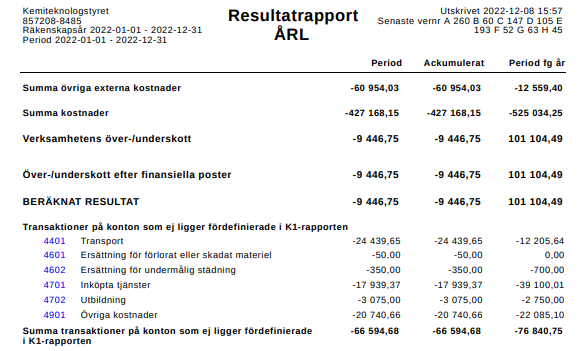 Kemiteknologstyret
857208-8485
Räkenskapsår 2022-01-01 - 2022-12-31
Period 2022-01-01 - 2022-12-31
Resultatrapport
ÅRL
Utskrivet 2022-12-08 15:57
Senaste vernr A 260 B 60 C 147 D 105 E
193 F 52 G 63 H 45
Period Ackumulerat Period fg år
Summa övriga externa kostnader -60 954,03 -60 954,03 -12 559,40
Summa kostnader -427 168,15 -427 168,15 -525 034,25
Verksamhetens över-/underskott -9 446,75 -9 446,75 101 104,49
Över-/underskott efter finansiella poster -9 446,75 -9 446,75 101 104,49
BERÄKNAT RESULTAT -9 446,75 -9 446,75 101 104,49
Transaktioner på konton som ej ligger fördefinierade i K1-rapporten
4401 Transport -24 439,65 -24 439,65 -12 205,64
4601 Ersättning för förlorat eller skadat materiel -50,00 -50,00 0,00
4602 Ersättning för undermålig städning -350,00 -350,00 -700,00
4701 Inköpta tjänster -17 939,37 -17 939,37 -39 100,01
4702 Utbildning -3 075,00 -3 075,00 -2 750,00
4901 Övriga kostnader -20 740,66 -20 740,66 -22 085,10
Summa transaktioner på konton som ej ligger fördefinierade -66 594,68 -66 594,68 -76 840,75
i K1-rapporten